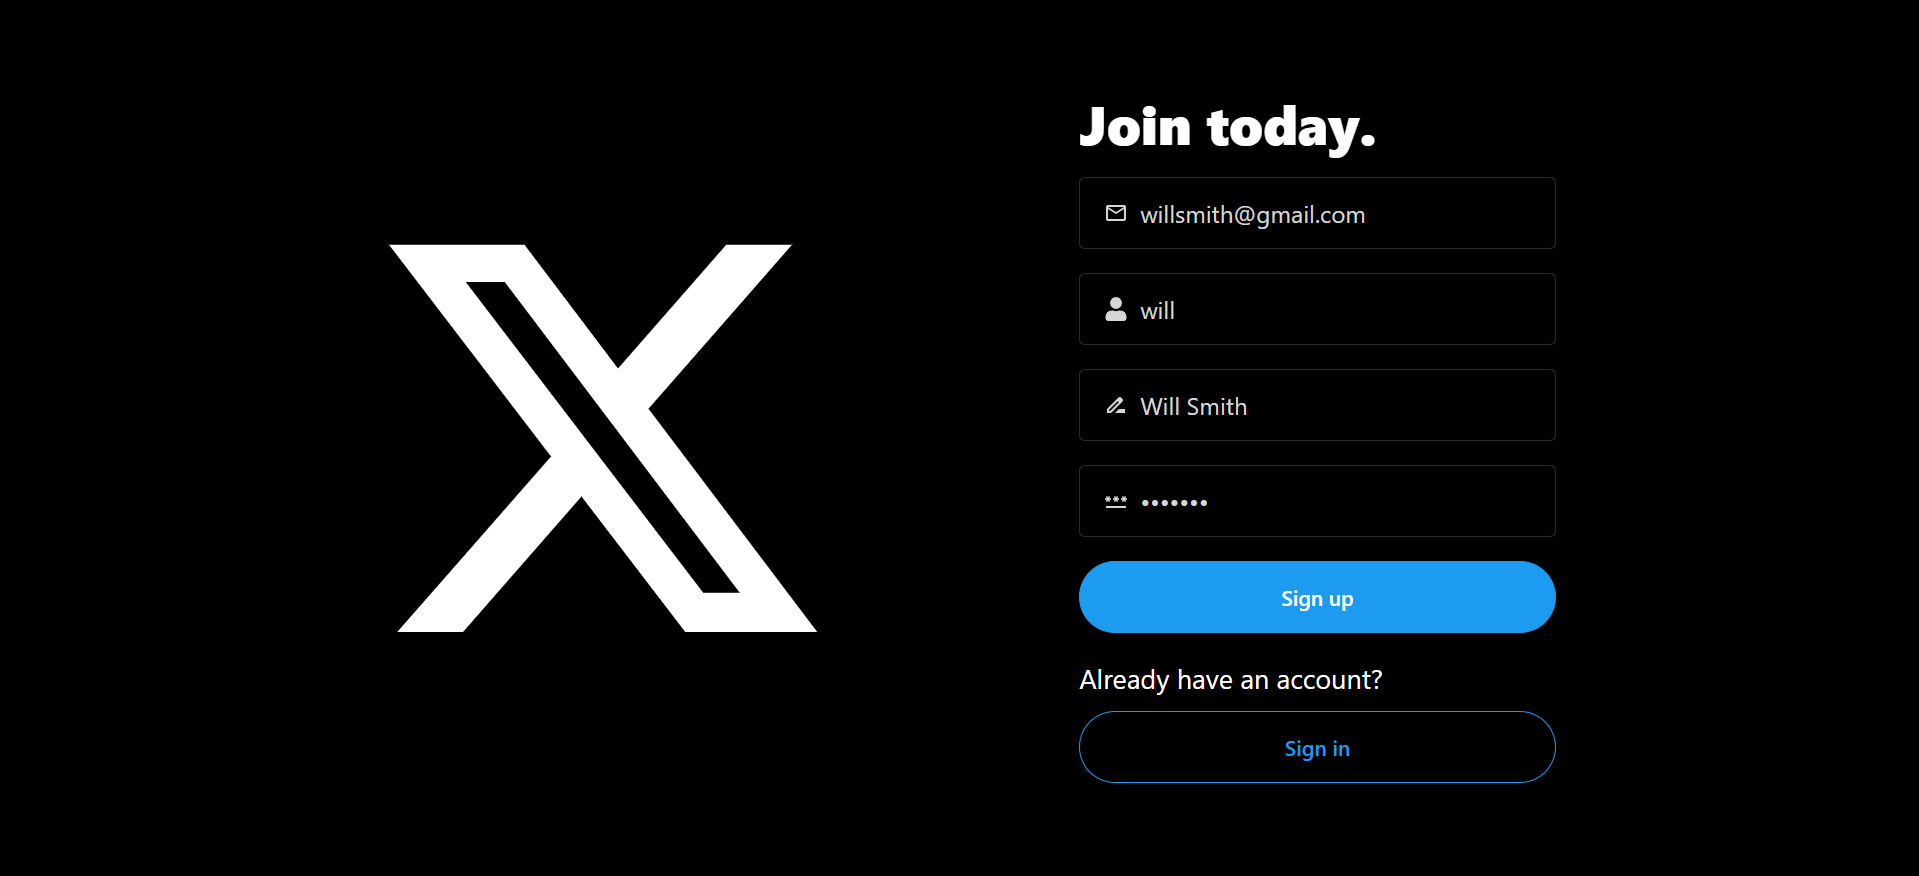 Join today.
willsmith@gmail.com
will
Will Smith
•••••••
Sign up
Already have an account?
Sign in